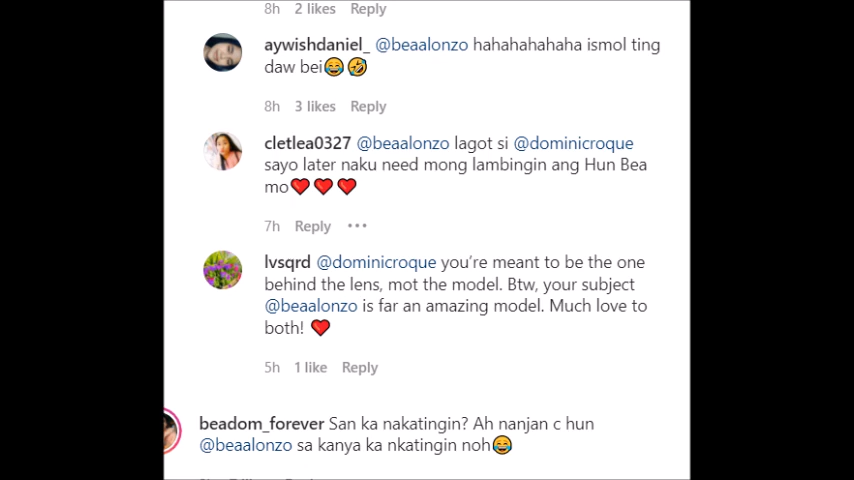 8h 2 likes Reply
aywishdaniel_ @beaalonzo hahahahahaha ismol ting
daw bei😂🤣
8h 3 likes Reply
cletlea0327 @beaalonzo lagot si @dominicroque
sayo later naku need mong lambingin ang Hun Bea
mo❤️❤️❤️
7h Reply •••
lvsqrd @dominicroque you’re meant to be the one
behind the lens, mot the model. Btw, your subject
@beaalonzo is far an amazing model. Much love to
both! ❤️
5h 1 like Reply
beadom_forever San ka nakatingin? Ah nanjan c hun
@beaalonzo sa kanya ka nkatingin noh😂